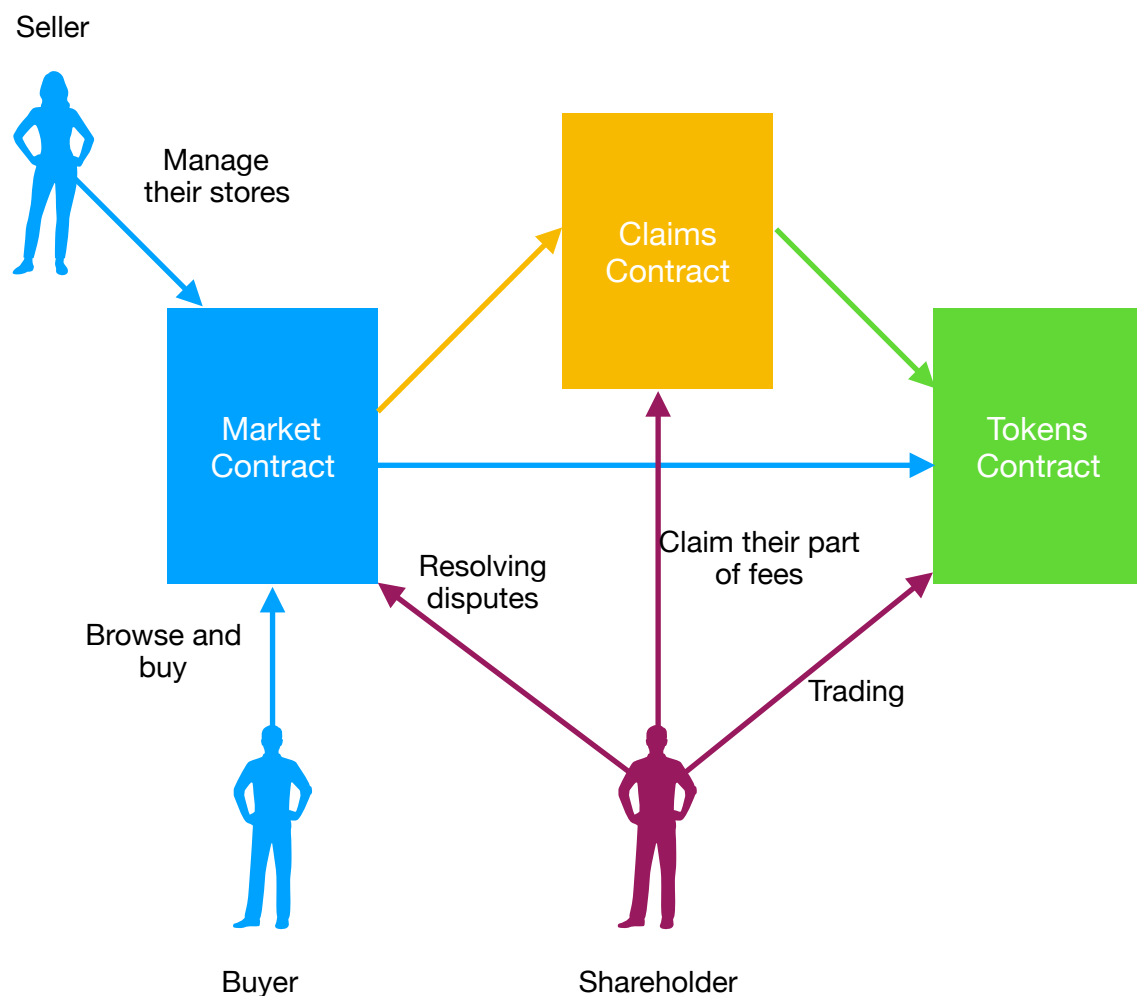 Seller
Manage
their stores
Claims
Contract
Market
Contract
Tokens
Contract
Resolving
disputes
Claim their part
of fees
Browse and
buy
Trading
Buyer
Shareholder